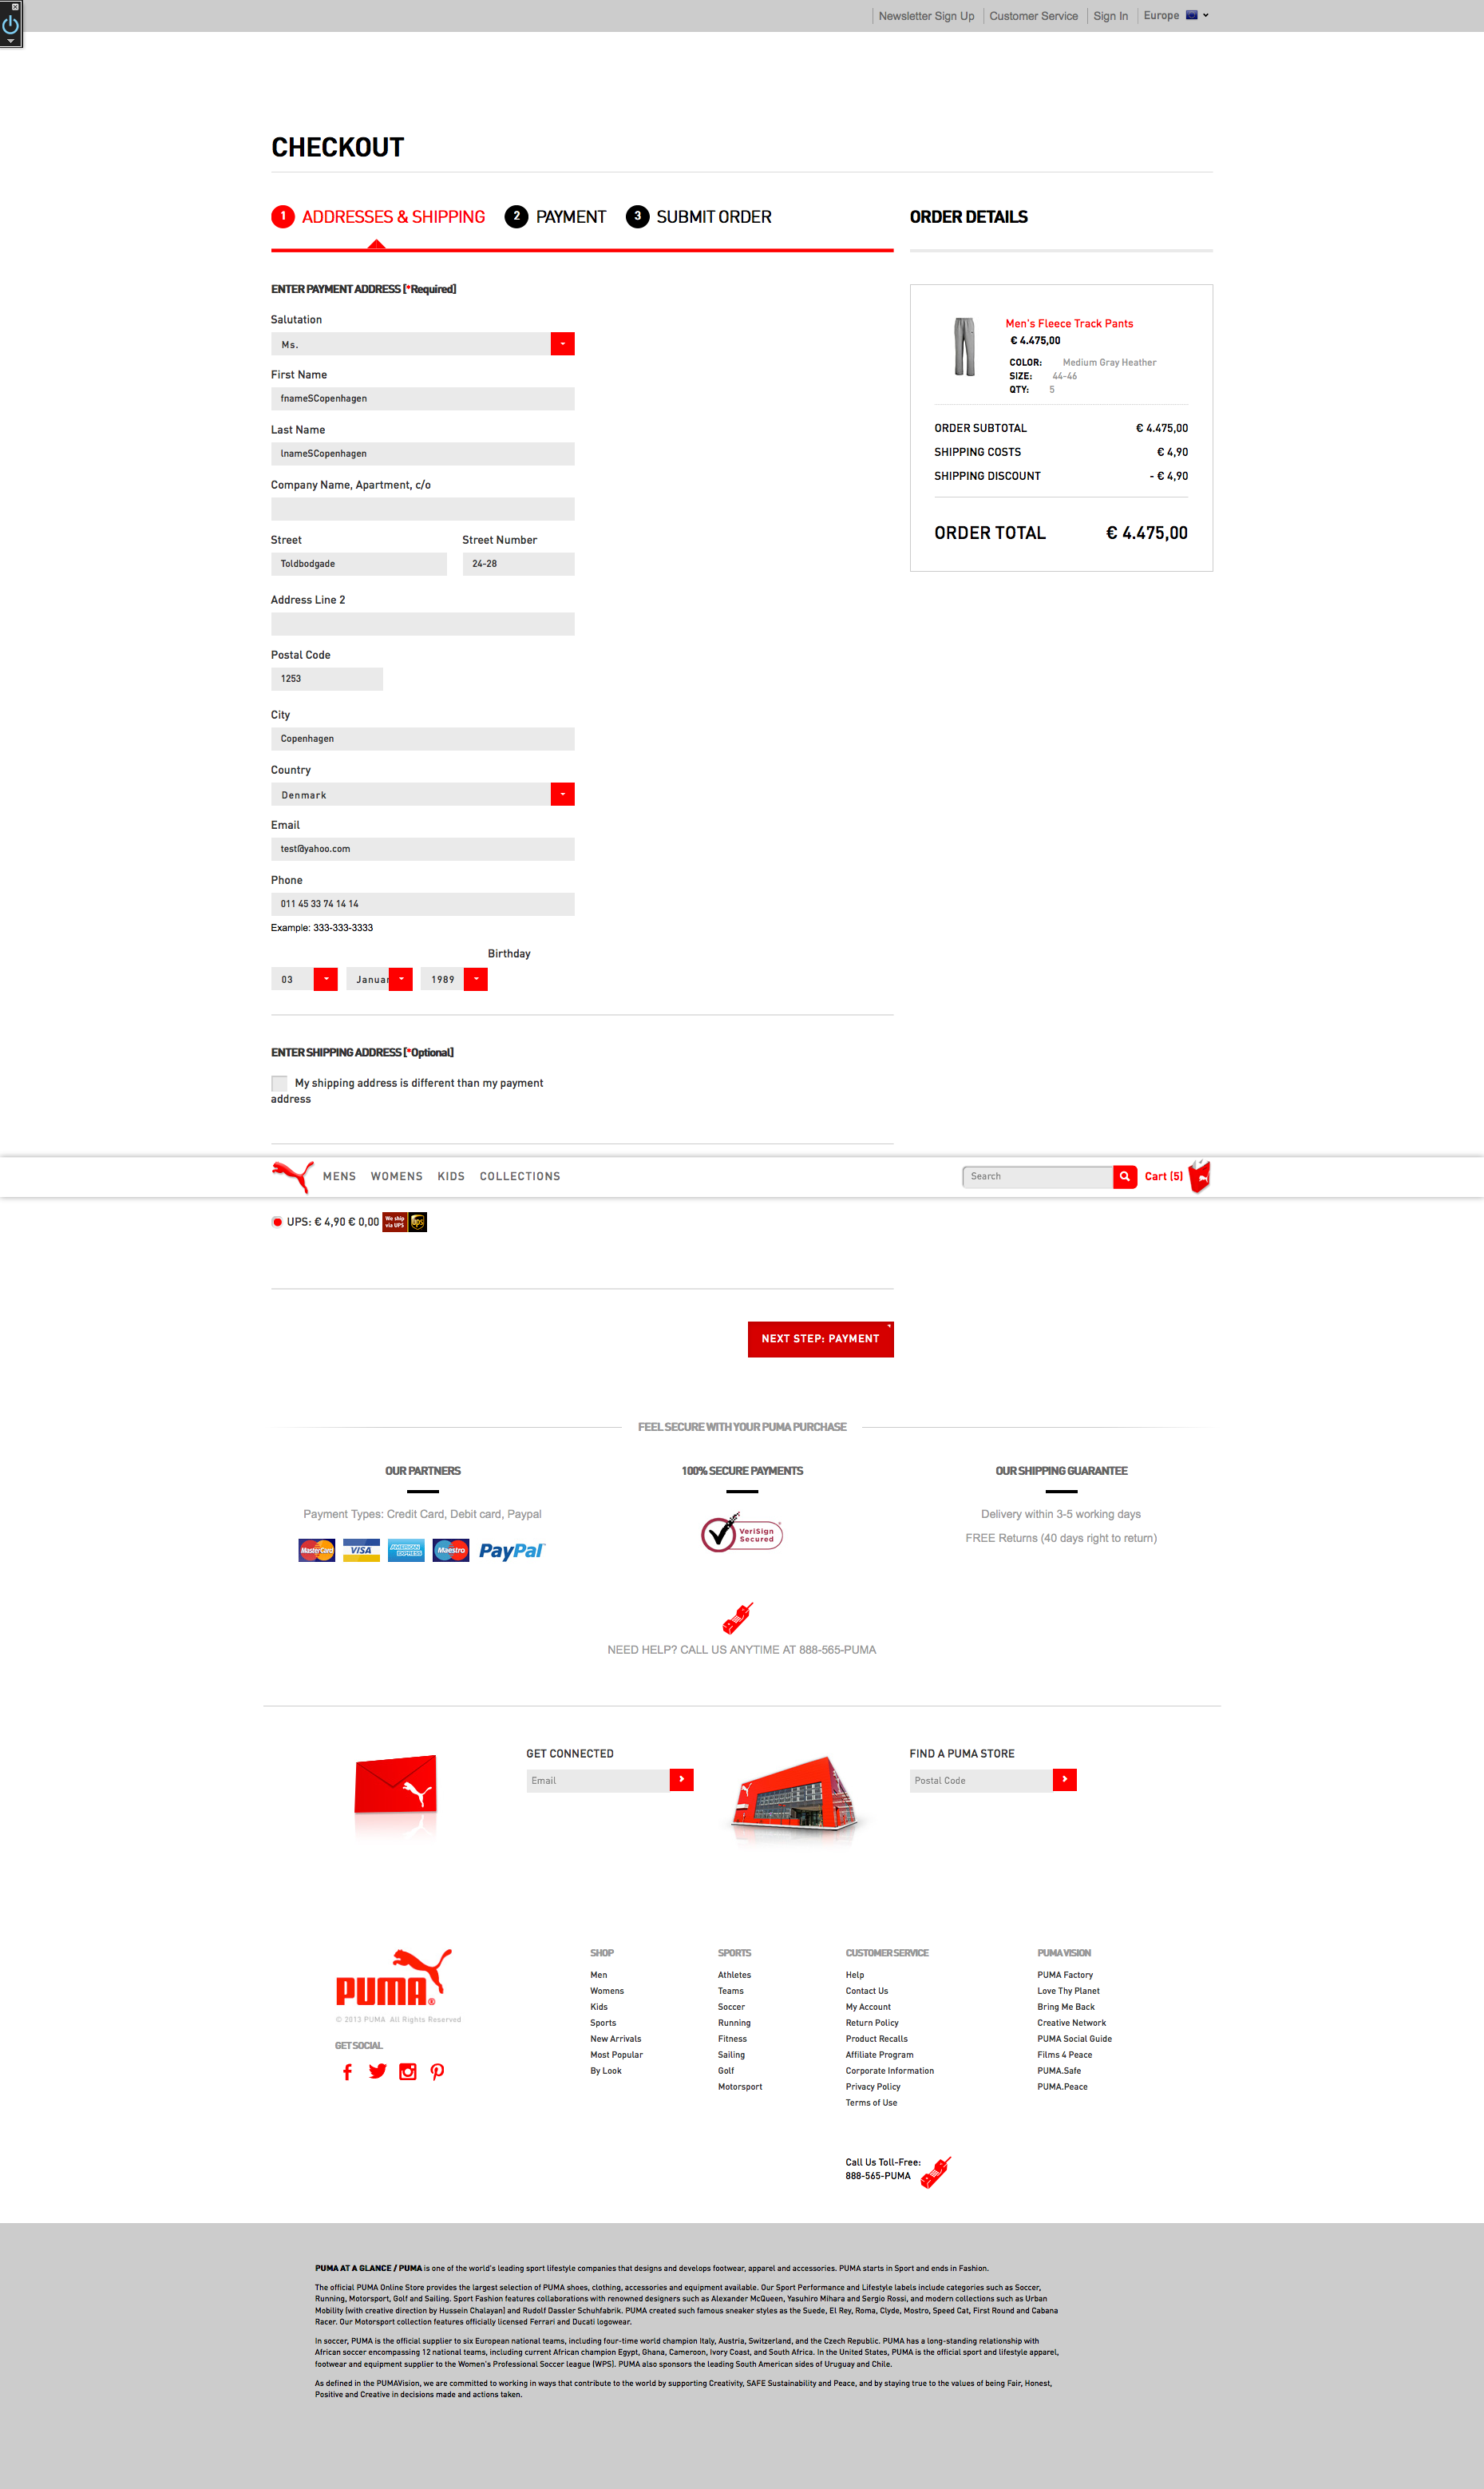 Newsletter Sign Up Customer Service Sign In Europe
CHECKOUT
1 ADDRESSES & SHIPPING 2 PAYMENT 3 SUBMIT ORDER
ENTER PAYMENT ADDRESS [*Required]
Salutation
Ms.
First Name
fnameSCopenhagen
Last Name
lnameSCopenhagen
Company Name, Apartment, c/o
Street Street Number
Toldbodgade 24-28
Address Line 2
Postal Code
1253
City
Copenhagen
Country
Denmark
Email
test@yahoo.com
Phone
011 45 33 74 14 14
Example: 333-333-3333
Birthday
03 Januar 1989
ORDER DETAILS
Men's Fleece Track Pants
€ 4.475,00
COLOR: Medium Gray Heather
SIZE: 44-46
QTY: 5
ORDER SUBTOTAL € 4.475,00
SHIPPING COSTS € 4,90
SHIPPING DISCOUNT - € 4,90
ORDER TOTAL € 4.475,00
ENTER SHIPPING ADDRESS [*Optional]
My shipping address is different than my payment
address
MENS WOMENS KIDS COLLECTIONS Search Cart (5)
UPS: € 4,90 € 0,00 We ship via UPS ups
NEXT STEP: PAYMENT
FEEL SECURE WITH YOUR PUMA PURCHASE
OUR PARTNERS
Payment Types: Credit Card, Debit card, Paypal
MasterCard VISA AMERICAN EXPRESS Maestro PayPal
100% SECURE PAYMENTS
VeriSign
Secured
OUR SHIPPING GUARANTEE
Delivery within 3-5 working days
FREE Returns (40 days right to return)
NEED HELP? CALL US ANYTIME AT 888-565-PUMA
GET CONNECTED
Email
FIND A PUMA STORE
Postal Code
PUMA®
© 2013 PUMA All Rights Reserved
GET SOCIAL
SHOP
Men
Womens
Kids
Sports
New Arrivals
Most Popular
By Look
SPORTS
Athletes
Teams
Soccer
Running
Fitness
Sailing
Golf
Motorsport
CUSTOMER SERVICE
Help
Contact Us
My Account
Return Policy
Product Recalls
Affiliate Program
Corporate Information
Privacy Policy
Terms of Use
PUMA VISION
PUMA Factory
Love Thy Planet
Bring Me Back
Creative Network
PUMA Social Guide
Films 4 Peace
PUMA.Safe
PUMA.Peace
Call Us Toll-Free:
888-565-PUMA
PUMA AT A GLANCE / PUMA is one of the world's leading sport lifestyle companies that designs and develops footwear, apparel and accessories. PUMA starts in Sport and ends in Fashion.
The official PUMA Online Store provides the largest selection of PUMA shoes, clothing, accessories and equipment available. Our Sport Performance and Lifestyle labels include categories such as Soccer,
Running, Motorsport, Golf and Sailing. Sport Fashion features collaborations with renowned designers such as Alexander McQueen, Yasuhiro Mihara and Sergio Rossi, and modern collections such as Urban
Mobility (with creative direction by Hussein Chalayan) and Rudolf Dassler Schuhfabrik. PUMA created such famous sneaker styles as the Suede, El Rey, Roma, Clyde, Mostro, Speed Cat, First Round and Cabana
Racer. Our Motorsport collection features officially licensed Ferrari and Ducati logowear.
In soccer, PUMA is the official supplier to six European national teams, including four-time world champion Italy, Austria, Switzerland, and the Czech Republic. PUMA has a long-standing relationship with
African soccer encompassing 12 national teams, including current African champion Egypt, Ghana, Cameroon, Ivory Coast, and South Africa. In the United States, PUMA is the official sport and lifestyle apparel,
footwear and equipment supplier to the Women's Professional Soccer league (WPS). PUMA also sponsors the leading South American sides of Uruguay and Chile.
As defined in the PUMAVision, we are committed to working in ways that contribute to the world by supporting Creativity, SAFE Sustainability and Peace, and by staying true to the values of being Fair, Honest,
Positive and Creative in decisions made and actions taken.